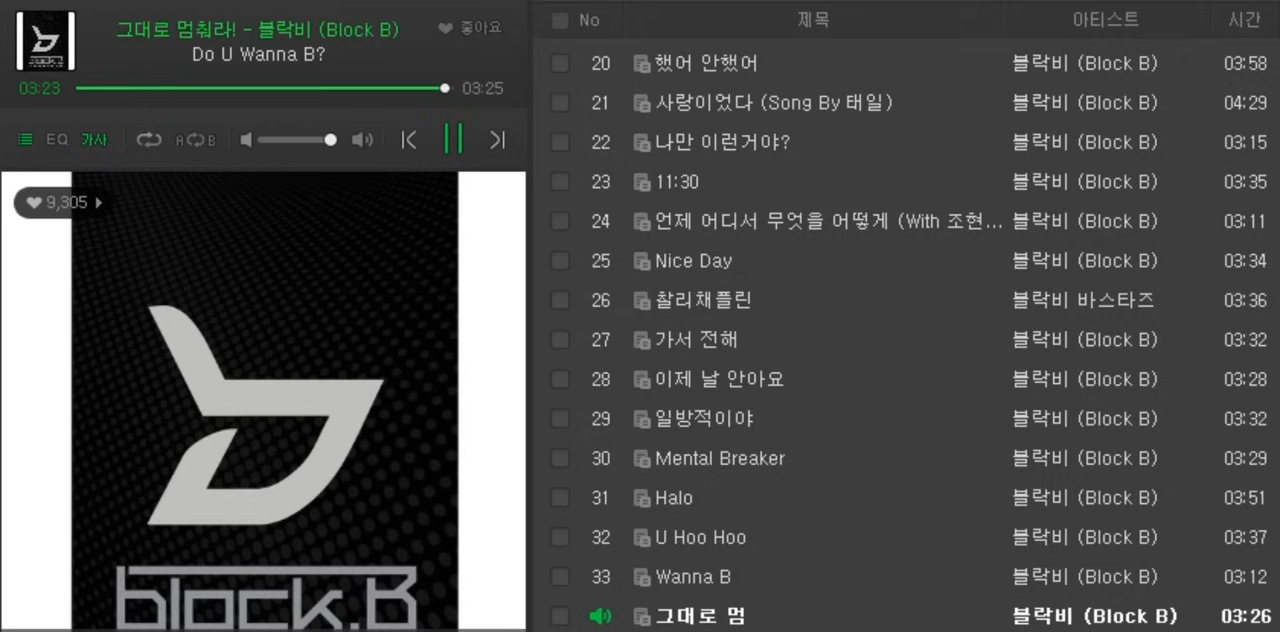 그대로 멈춰라! - 블락비 (Block B)
좋아요
Do U Wanna B?
03:23
03:25
EQ 가사
A B
9,305
block.B
No 제목 아티스트 시간
20 했어 안했어 블락비 (Block B) 03:58
21 사랑이었다 (Song By 태일) 블락비 (Block B) 04:29
22 나만 이런거야? 블락비 (Block B) 03:15
23 11:30 블락비 (Block B) 03:35
24 언제 어디서 무엇을 어떻게 (With 조현... 블락비 (Block B) 03:11
25 Nice Day 블락비 (Block B) 03:34
26 찰리채플린 블락비 바스타즈 03:36
27 가서 전해 블락비 (Block B) 03:32
28 이제 날 안아요 블락비 (Block B) 03:28
29 일방적이야 블락비 (Block B) 03:32
30 Mental Breaker 블락비 (Block B) 03:29
31 Halo 블락비 (Block B) 03:51
32 U Hoo Hoo 블락비 (Block B) 03:37
33 Wanna B 블락비 (Block B) 03:12
그대로 멈 블락비 (Block B) 03:26